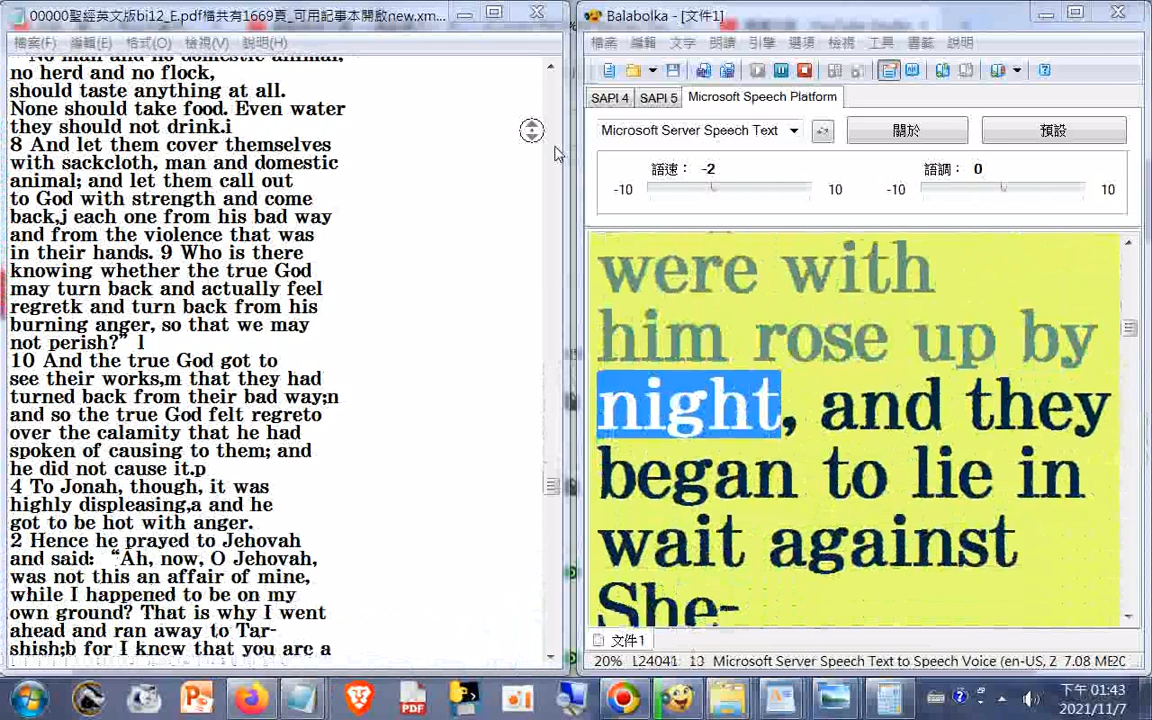 00000聖經英文版bi12_E.pdf檔共有1669頁_可用記事本開啟new.xm...
檔案(F) 編輯(E) 格式(O) 檢視(V) 說明(H)
No man and no domestic animal,
no herd and no flock,
should taste anything at all.
None should take food. Even water
they should not drink.i
8 And let them cover themselves
with sackcloth, man and domestic
animal; and let them call out
to God with strength and come
back,j each one from his bad way
and from the violence that was
in their hands. 9 Who is there
knowing whether the true God
may turn back and actually feel
regretk and turn back from his
burning anger, so that we may
not perish?” l
10 And the true God got to
see their works,m that they had
turned back from their bad way;n
and so the true God felt regreto
over the calamity that he had
spoken of causing to them; and
he did not cause it.p
4 To Jonah, though, it was
highly displeasing,a and he
got to be hot with anger.
2 Hence he prayed to Jehovah
and said: “Ah, now, O Jehovah,
was not this an affair of mine,
while I happened to be on my
own ground? That is why I went
ahead and ran away to Tar-
shish;b for I knew that you are a
Balabolka - [文件1]
檔案 編輯 文字 朗讀 引擎 選項 檢視 工具 書籤 說明
SAPI 4 SAPI 5 Microsoft Speech Platform
Microsoft Server Speech Text 關於 預設
語速： -2 語調： 0
-10 10 -10 10
were with
him rose up by
night, and they
began to lie in
wait against
She-
文件1
20% L24041 Microsoft Server Speech Text to Speech Voice (en-US, Z 7.08 ME
PDF
下午 01:43
2021/11/7